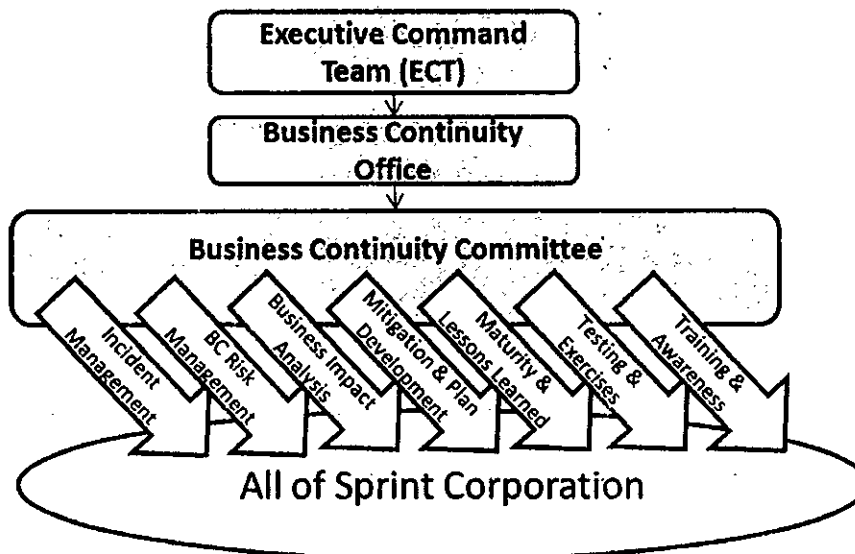 Executive Command
Team (ECT)
Business Continuity
Office
Business Continuity Committee
Incident
Management
BC Risk
Management
Business Impact
Analysis
Mitigation & Plan
Development
Maturity &
Lessons Learned
Testing &
Exercises
Training &
Awareness
All of Sprint Corporation